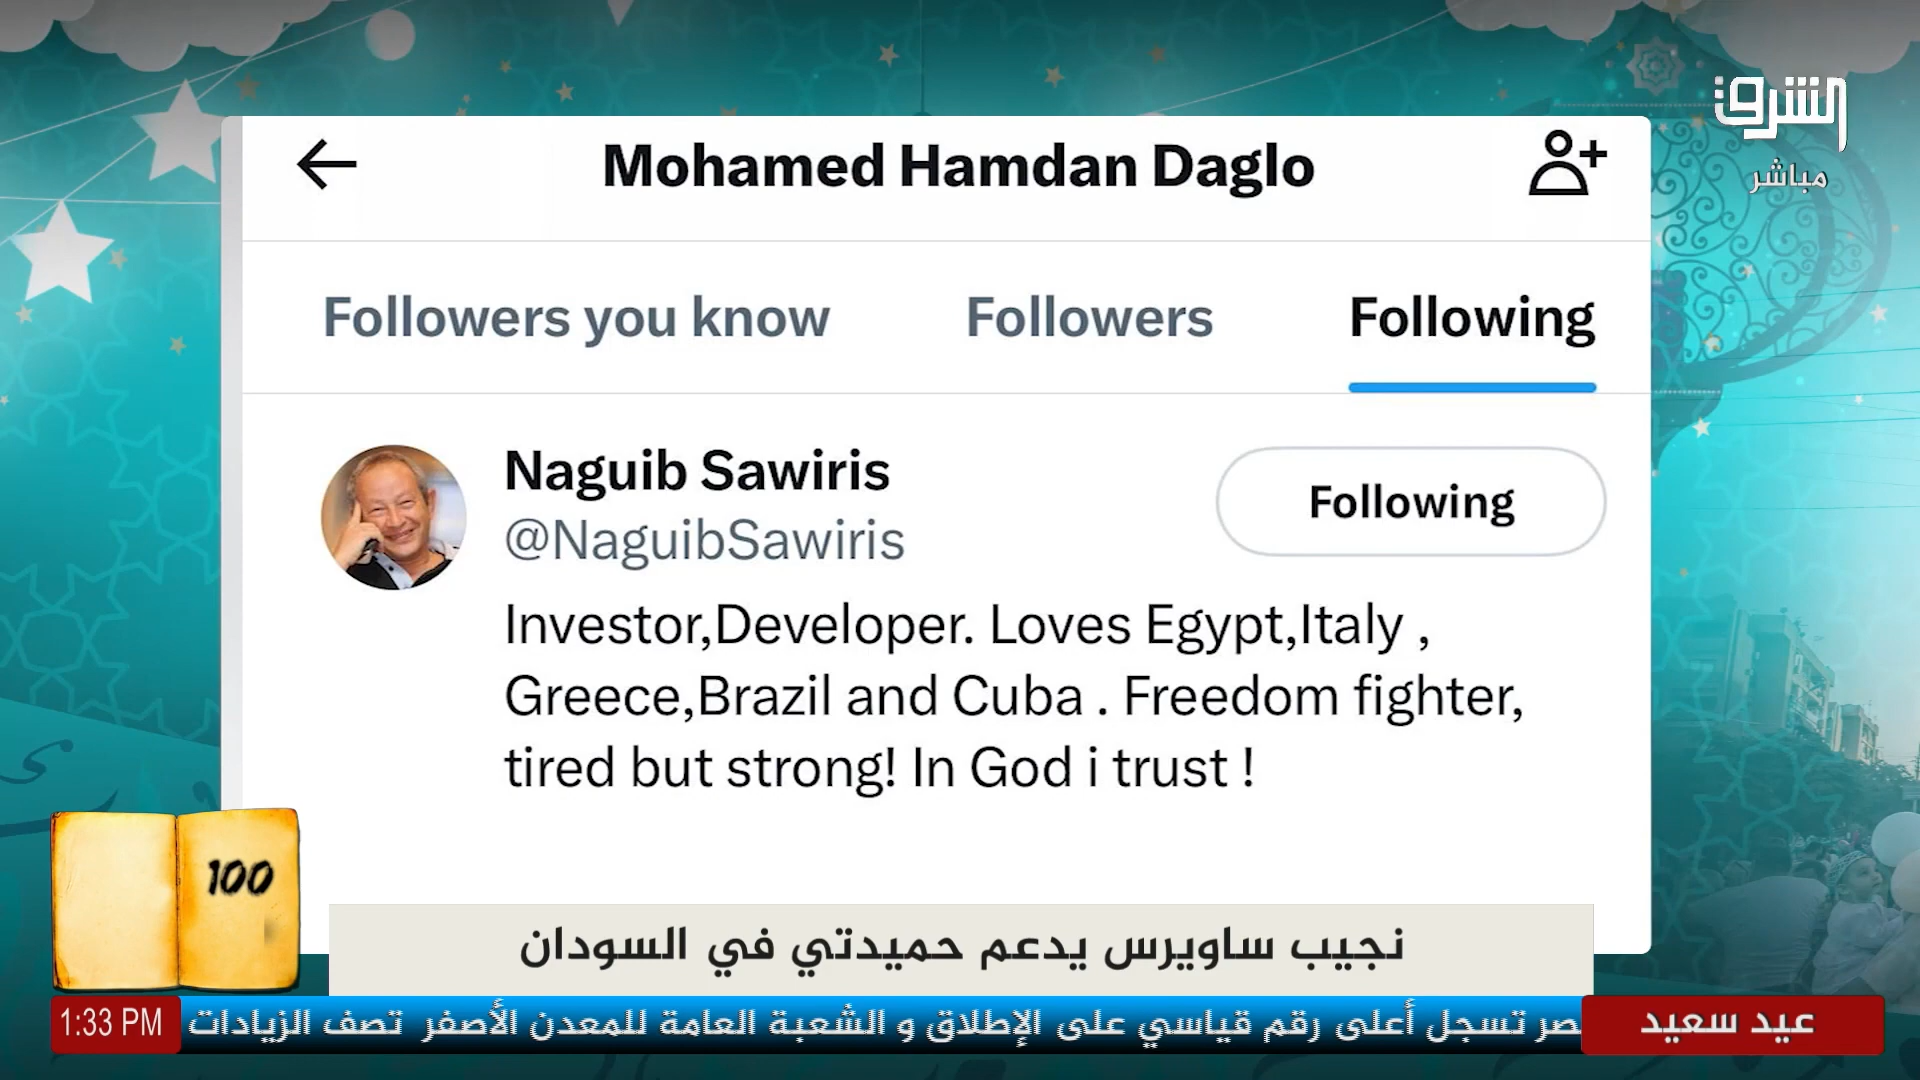 الشرق
مباشر
Mohamed Hamdan Daglo
Followers you know
Followers
Following
Naguib Sawiris
Following
@NaguibSawiris
Investor,Developer. Loves Egypt,Italy ,
Greece,Brazil and Cuba . Freedom fighter,
tired but strong! In God i trust !
100
نجيب ساويرس يدعم حميدتي في السودان
عيد سعيد
صر تسجل أعلى رقم قياسي على الإطلاق و الشعبة العامة للمعدن الأصفر تصف الزيادات
1:33 PM